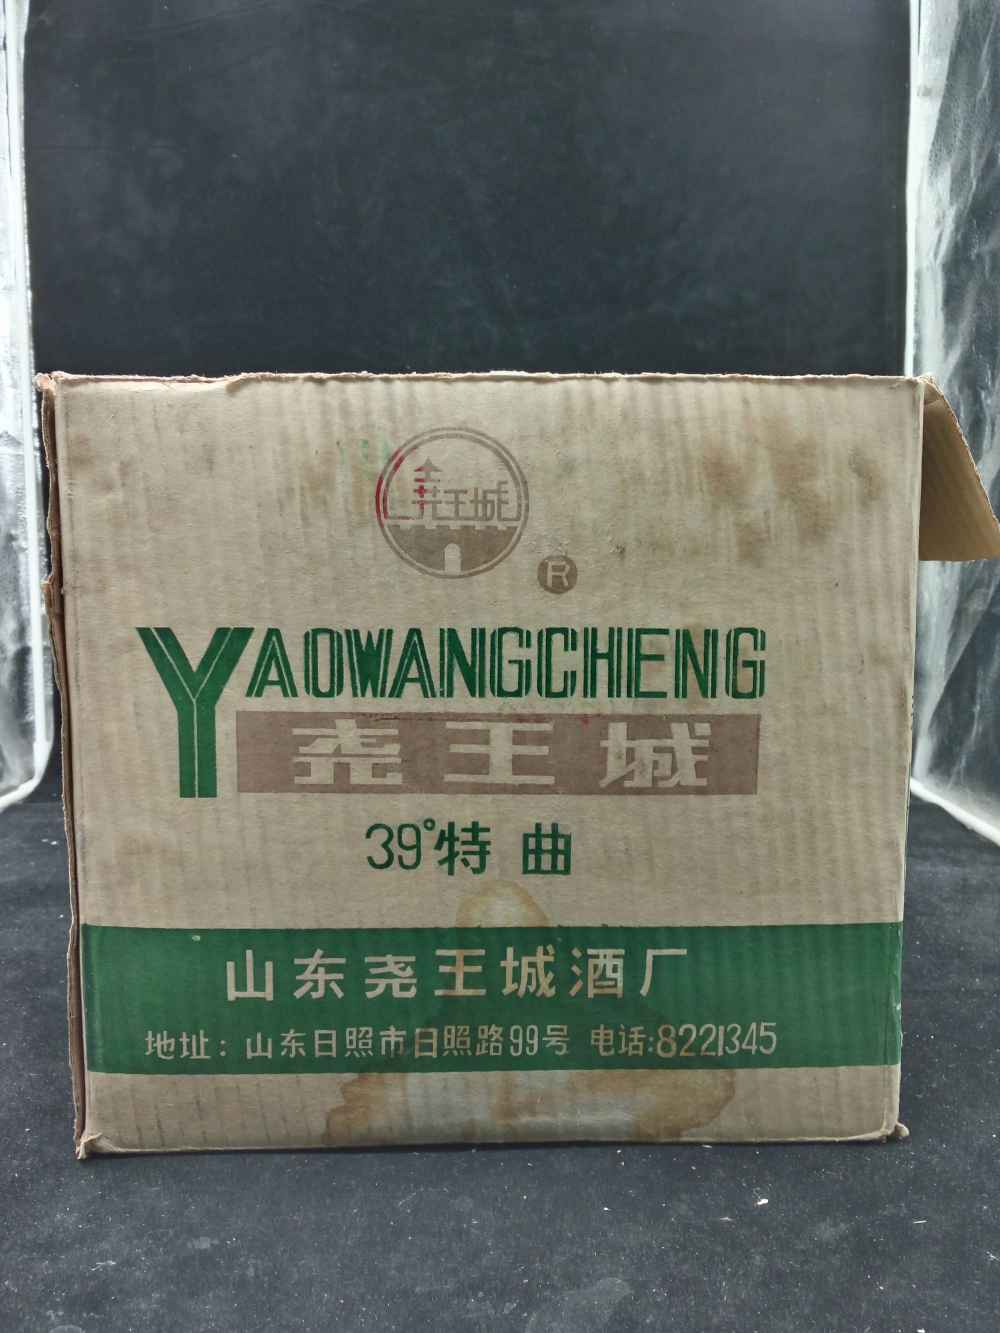 尧王城
R
YAOWANGCHENG
尧王城
39°特曲
山东尧王城酒厂
地址：山东日照市日照路99号 电话:8221345